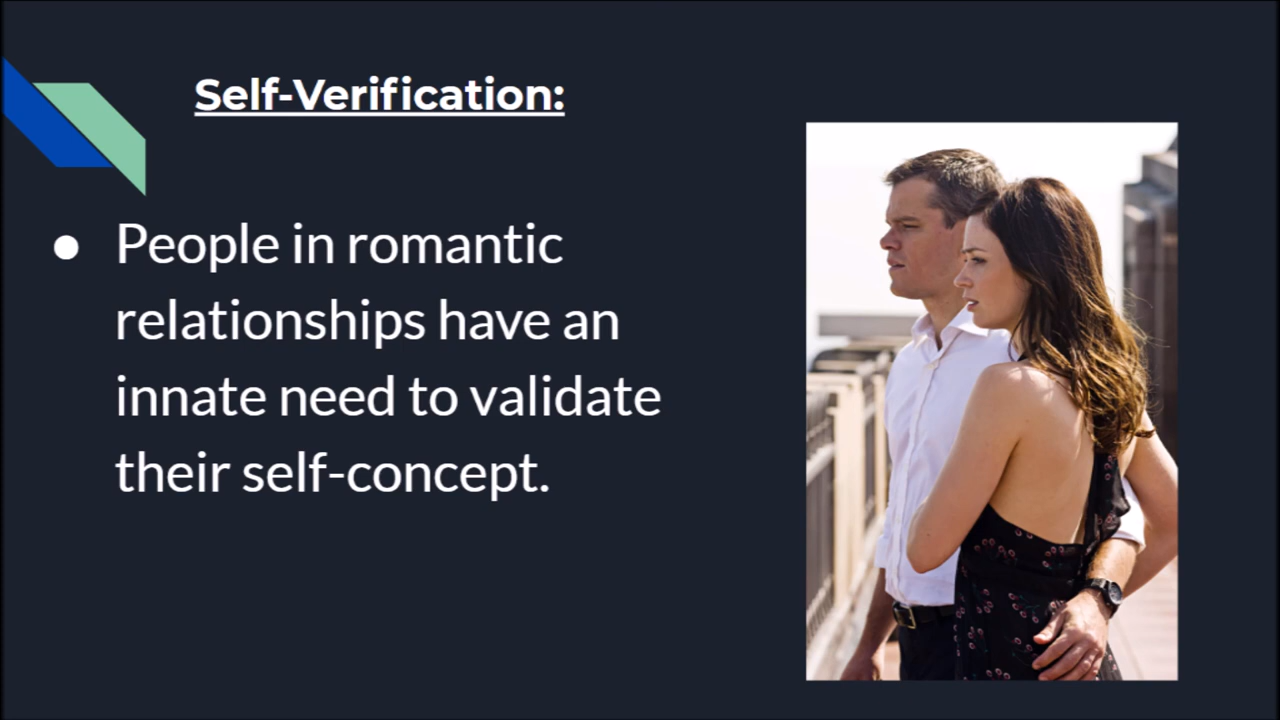 Self-Verification:
● People in romantic
relationships have an
innate need to validate
their self-concept.